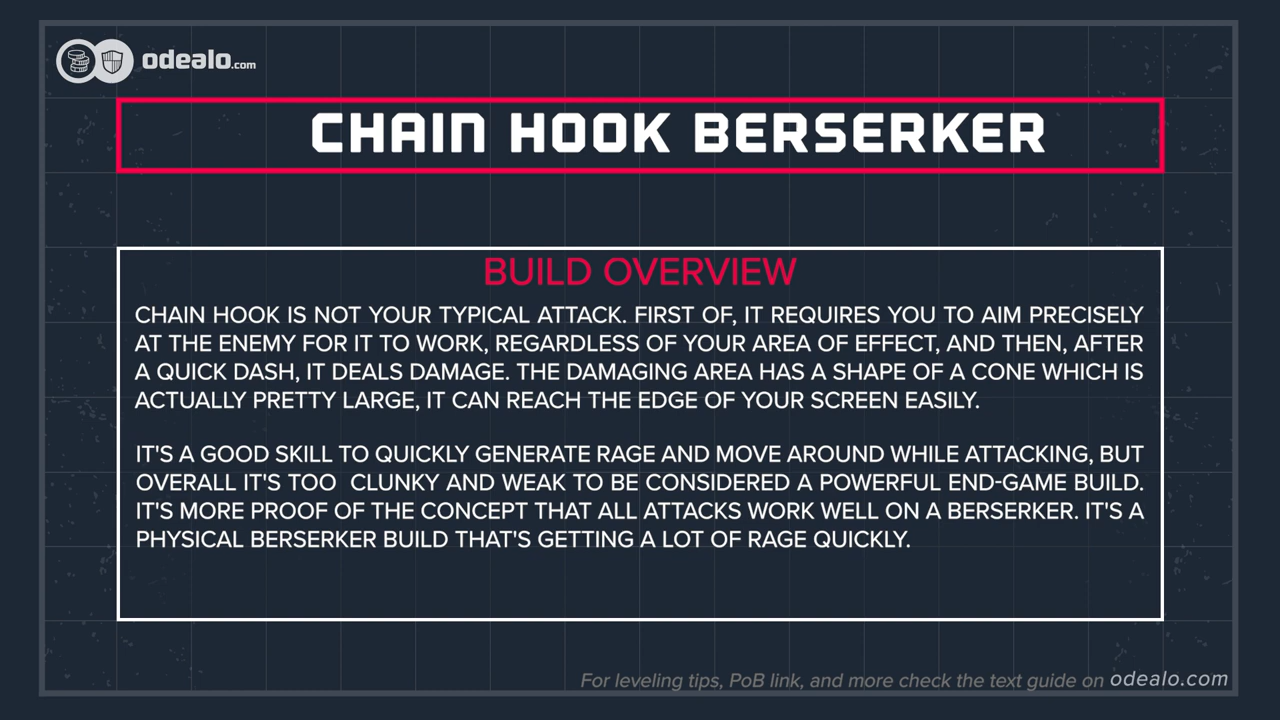 odealo.com
CHAIN HOOK BERSERKER
BUILD OVERVIEW
CHAIN HOOK IS NOT YOUR TYPICAL ATTACK. FIRST OF, IT REQUIRES YOU TO AIM PRECISELY
AT THE ENEMY FOR IT TO WORK, REGARDLESS OF YOUR AREA OF EFFECT, AND THEN, AFTER
A QUICK DASH, IT DEALS DAMAGE. THE DAMAGING AREA HAS A SHAPE OF A CONE WHICH IS
ACTUALLY PRETTY LARGE, IT CAN REACH THE EDGE OF YOUR SCREEN EASILY.
IT'S A GOOD SKILL TO QUICKLY GENERATE RAGE AND MOVE AROUND WHILE ATTACKING, BUT
OVERALL IT'S TOO CLUNKY AND WEAK TO BE CONSIDERED A POWERFUL END-GAME BUILD.
IT'S MORE PROOF OF THE CONCEPT THAT ALL ATTACKS WORK WELL ON A BERSERKER. IT'S A
PHYSICAL BERSERKER BUILD THAT'S GETTING A LOT OF RAGE QUICKLY.
For leveling tips, PoB link, and more check the text guide on odealo.com